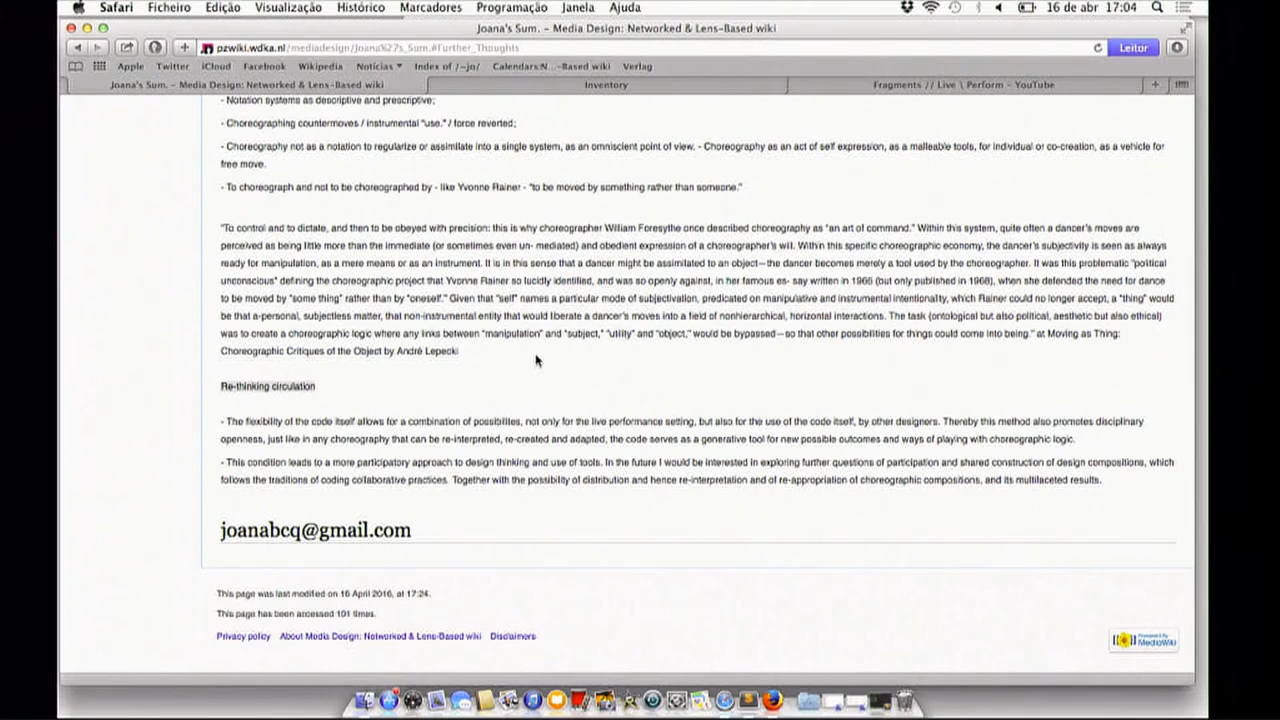 Safari Ficheiro Edição Visualização Histórico Marcadores Programação Janela Ajuda 16 de abr 17:04
Joana's Sum. – Media Design: Networked & Lens-Based wiki
pzwiki.wdka.nl/mediadesign/Joana%27s_Sum.#Further_Thoughts Leitor
Apple Twitter iCloud Facebook Wikipedia Notícias Index of /~jo/ Calendars:N...-Based wiki Verlag
Joana's Sum. – Media Design: Networked & Lens-Based wiki Inventory Fragments // Live \ Perform - YouTube
- Notation systems as descriptive and prescriptive;
- Choreographing countermoves / instrumental "use." / force reverted;
- Choreography not as a notation to regularize or assimilate into a single system, as an omniscient point of view. - Choreography as an act of self expression, as a malleable tools, for individual or co-creation, as a vehicle for
free move.
- To choreograph and not to be choreographed by - like Yvonne Rainer - "to be moved by something rather than someone."
"To control and to dictate, and then to be obeyed with precision: this is why choreographer William Foresythe once described choreography as "an art of command." Within this system, quite often a dancer's moves are
perceived as being little more than the immediate (or sometimes even un- mediated) and obedient expression of a choreographer's will. Within this specific choreographic economy, the dancer's subjectivity is seen as always
ready for manipulation, as a mere means or as an instrument. It is in this sense that a dancer might be assimilated to an object—the dancer becomes merely a tool used by the choreographer. It was this problematic "political
unconscious" defining the choreographic project that Yvonne Rainer so lucidly identified, and was so openly against, in her famous es- say written in 1966 (but only published in 1968), when she defended the need for dance
to be moved by "some thing" rather than by "oneself." Given that "self" names a particular mode of subjectivation, predicated on manipulative and instrumental intentionality, which Rainer could no longer accept, a "thing" would
be that a-personal, subjectless matter, that non-instrumental entity that would liberate a dancer's moves into a field of nonhierarchical, horizontal interactions. The task (ontological but also political, aesthetic but also ethical)
was to create a choreographic logic where any links between "manipulation" and "subject," "utility" and "object," would be bypassed—so that other possibilities for things could come into being." at Moving as Thing:
Choreographic Critiques of the Object by André Lepecki
Re-thinking circulation
- The flexibility of the code itself allows for a combination of possibilities, not only for the live performance setting, but also for the use of the code itself, by other designers. Thereby this method also promotes disciplinary
openness, just like in any choreography that can be re-interpreted, re-created and adapted, the code serves as a generative tool for new possible outcomes and ways of playing with choreographic logic.
- This condition leads to a more participatory approach to design thinking and use of tools. In the future I would be interested in exploring further questions of participation and shared construction of design compositions, which
follows the traditions of coding collaborative practices. Together with the possibility of distribution and hence re-interpretation and of re-appropriation of choreographic compositions, and its multifaceted results.
joanabcq@gmail.com
This page was last modified on 16 April 2016, at 17:24.
This page has been accessed 101 times.
Privacy policy About Media Design: Networked & Lens-Based wiki Disclaimers
Powered By
MediaWiki